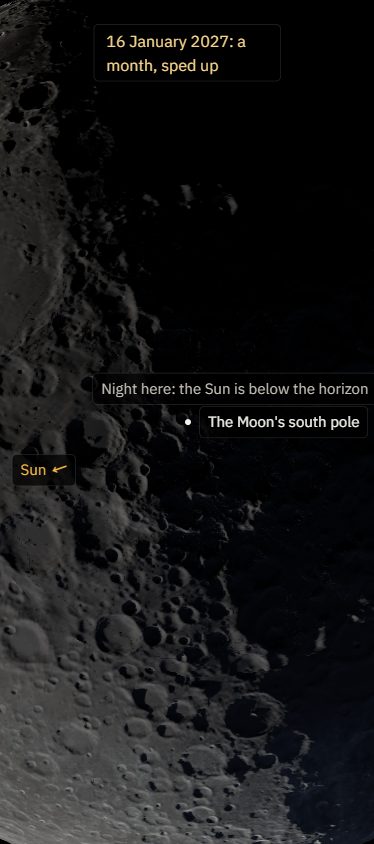 16 January 2027: a
month, sped up
Night here: the Sun is below the horizon
The Moon's south pole
Sun